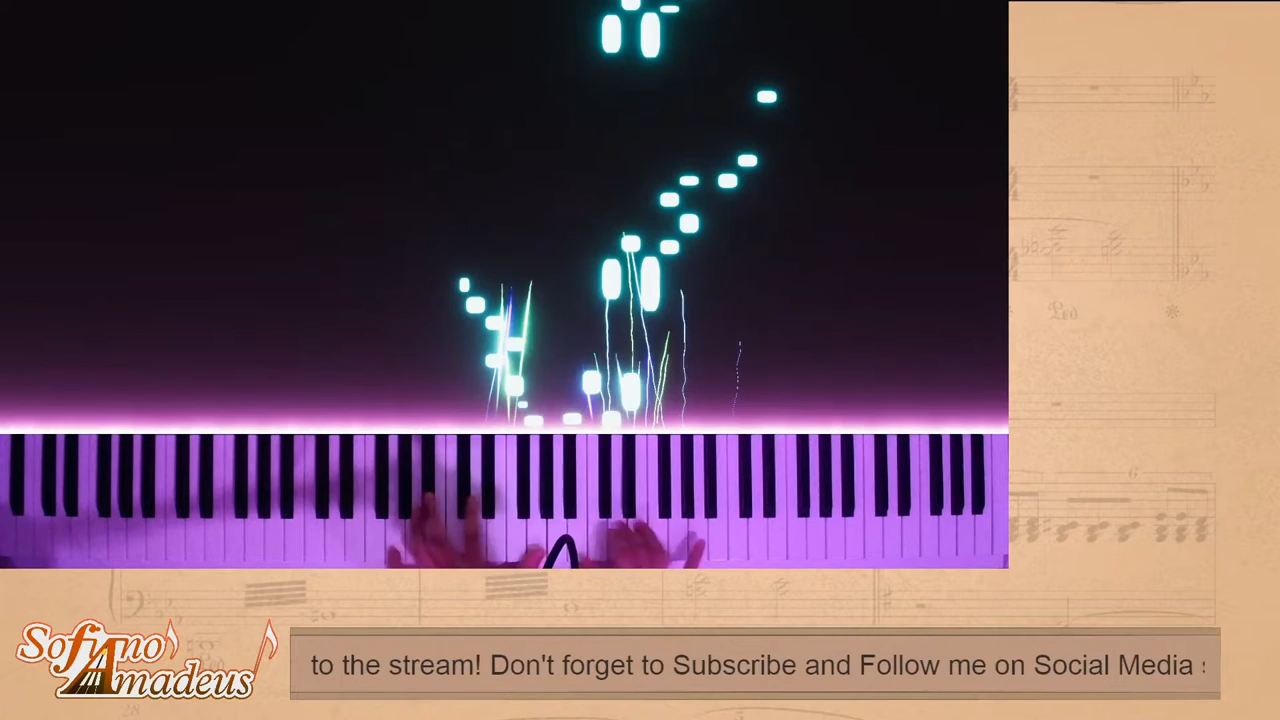 Sofiano
Amadeus
to the stream! Don't forget to Subscribe and Follow me on Social Media